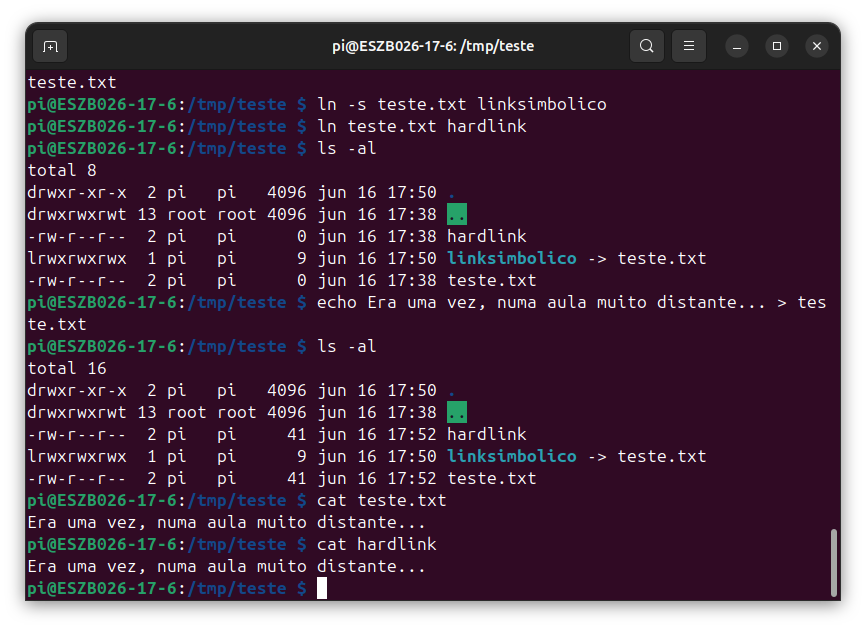 pi@ESZB026-17-6: /tmp/teste
teste.txt
pi@ESZB026-17-6:/tmp/teste $ ln -s teste.txt linksimbolico
pi@ESZB026-17-6:/tmp/teste $ ln teste.txt hardlink
pi@ESZB026-17-6:/tmp/teste $ ls -al
total 8
drwxr-xr-x  2 pi   pi   4096 jun 16 17:50 .
drwxrwxrwt 13 root root 4096 jun 16 17:38 ..
-rw-r--r--  2 pi   pi      0 jun 16 17:38 hardlink
lrwxrwxrwx  1 pi   pi      9 jun 16 17:50 linksimbolico -> teste.txt
-rw-r--r--  2 pi   pi      0 jun 16 17:38 teste.txt
pi@ESZB026-17-6:/tmp/teste $ echo Era uma vez, numa aula muito distante... > tes
te.txt
pi@ESZB026-17-6:/tmp/teste $ ls -al
total 16
drwxr-xr-x  2 pi   pi   4096 jun 16 17:50 .
drwxrwxrwt 13 root root 4096 jun 16 17:38 ..
-rw-r--r--  2 pi   pi     41 jun 16 17:52 hardlink
lrwxrwxrwx  1 pi   pi      9 jun 16 17:50 linksimbolico -> teste.txt
-rw-r--r--  2 pi   pi     41 jun 16 17:52 teste.txt
pi@ESZB026-17-6:/tmp/teste $ cat teste.txt
Era uma vez, numa aula muito distante...
pi@ESZB026-17-6:/tmp/teste $ cat hardlink
Era uma vez, numa aula muito distante...
pi@ESZB026-17-6:/tmp/teste $